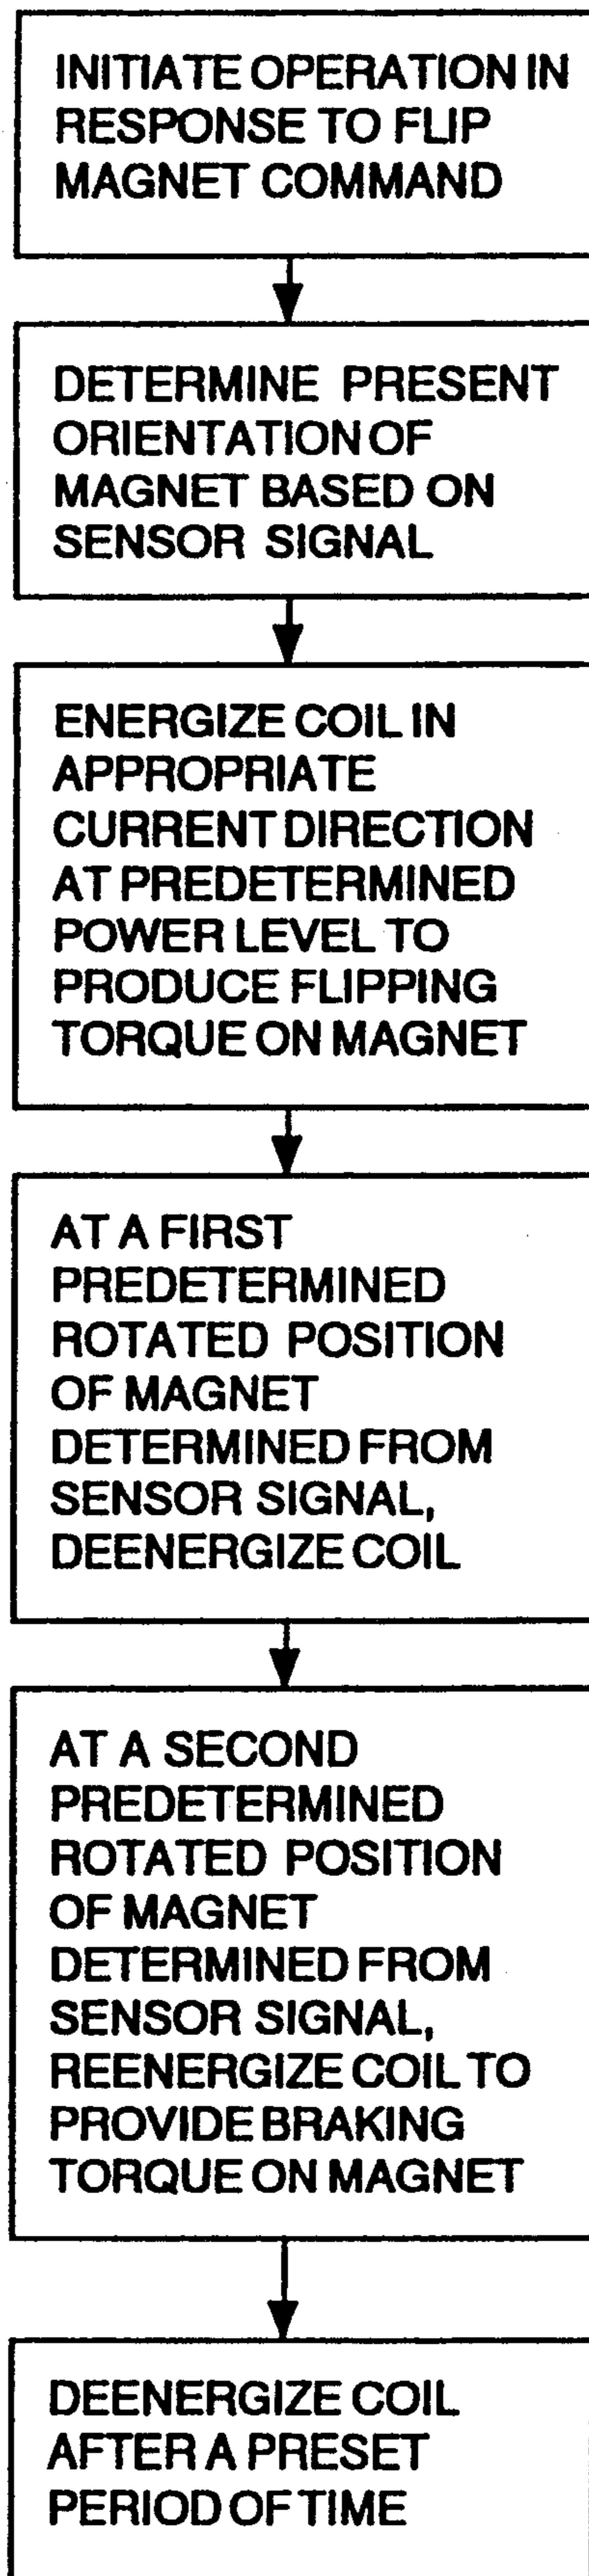 INITIATE OPERATION IN
RESPONSE TO FLIP
MAGNET COMMAND
DETERMINE PRESENT
ORIENTATION OF
MAGNET BASED ON
SENSOR SIGNAL
ENERGIZE COIL IN
APPROPRIATE
CURRENT DIRECTION
AT PREDETERMINED
POWER LEVEL TO
PRODUCE FLIPPING
TORQUE ON MAGNET
AT A FIRST
PREDETERMINED
ROTATED POSITION
OF MAGNET
DETERMINED FROM
SENSOR SIGNAL,
DEENERGIZE COIL
AT A SECOND
PREDETERMINED
ROTATED POSITION
OF MAGNET
DETERMINED FROM
SENSOR SIGNAL,
REENERGIZE COIL TO
PROVIDE BRAKING
TORQUE ON MAGNET
DEENERGIZE COIL
AFTER A PRESET
PERIOD OF TIME